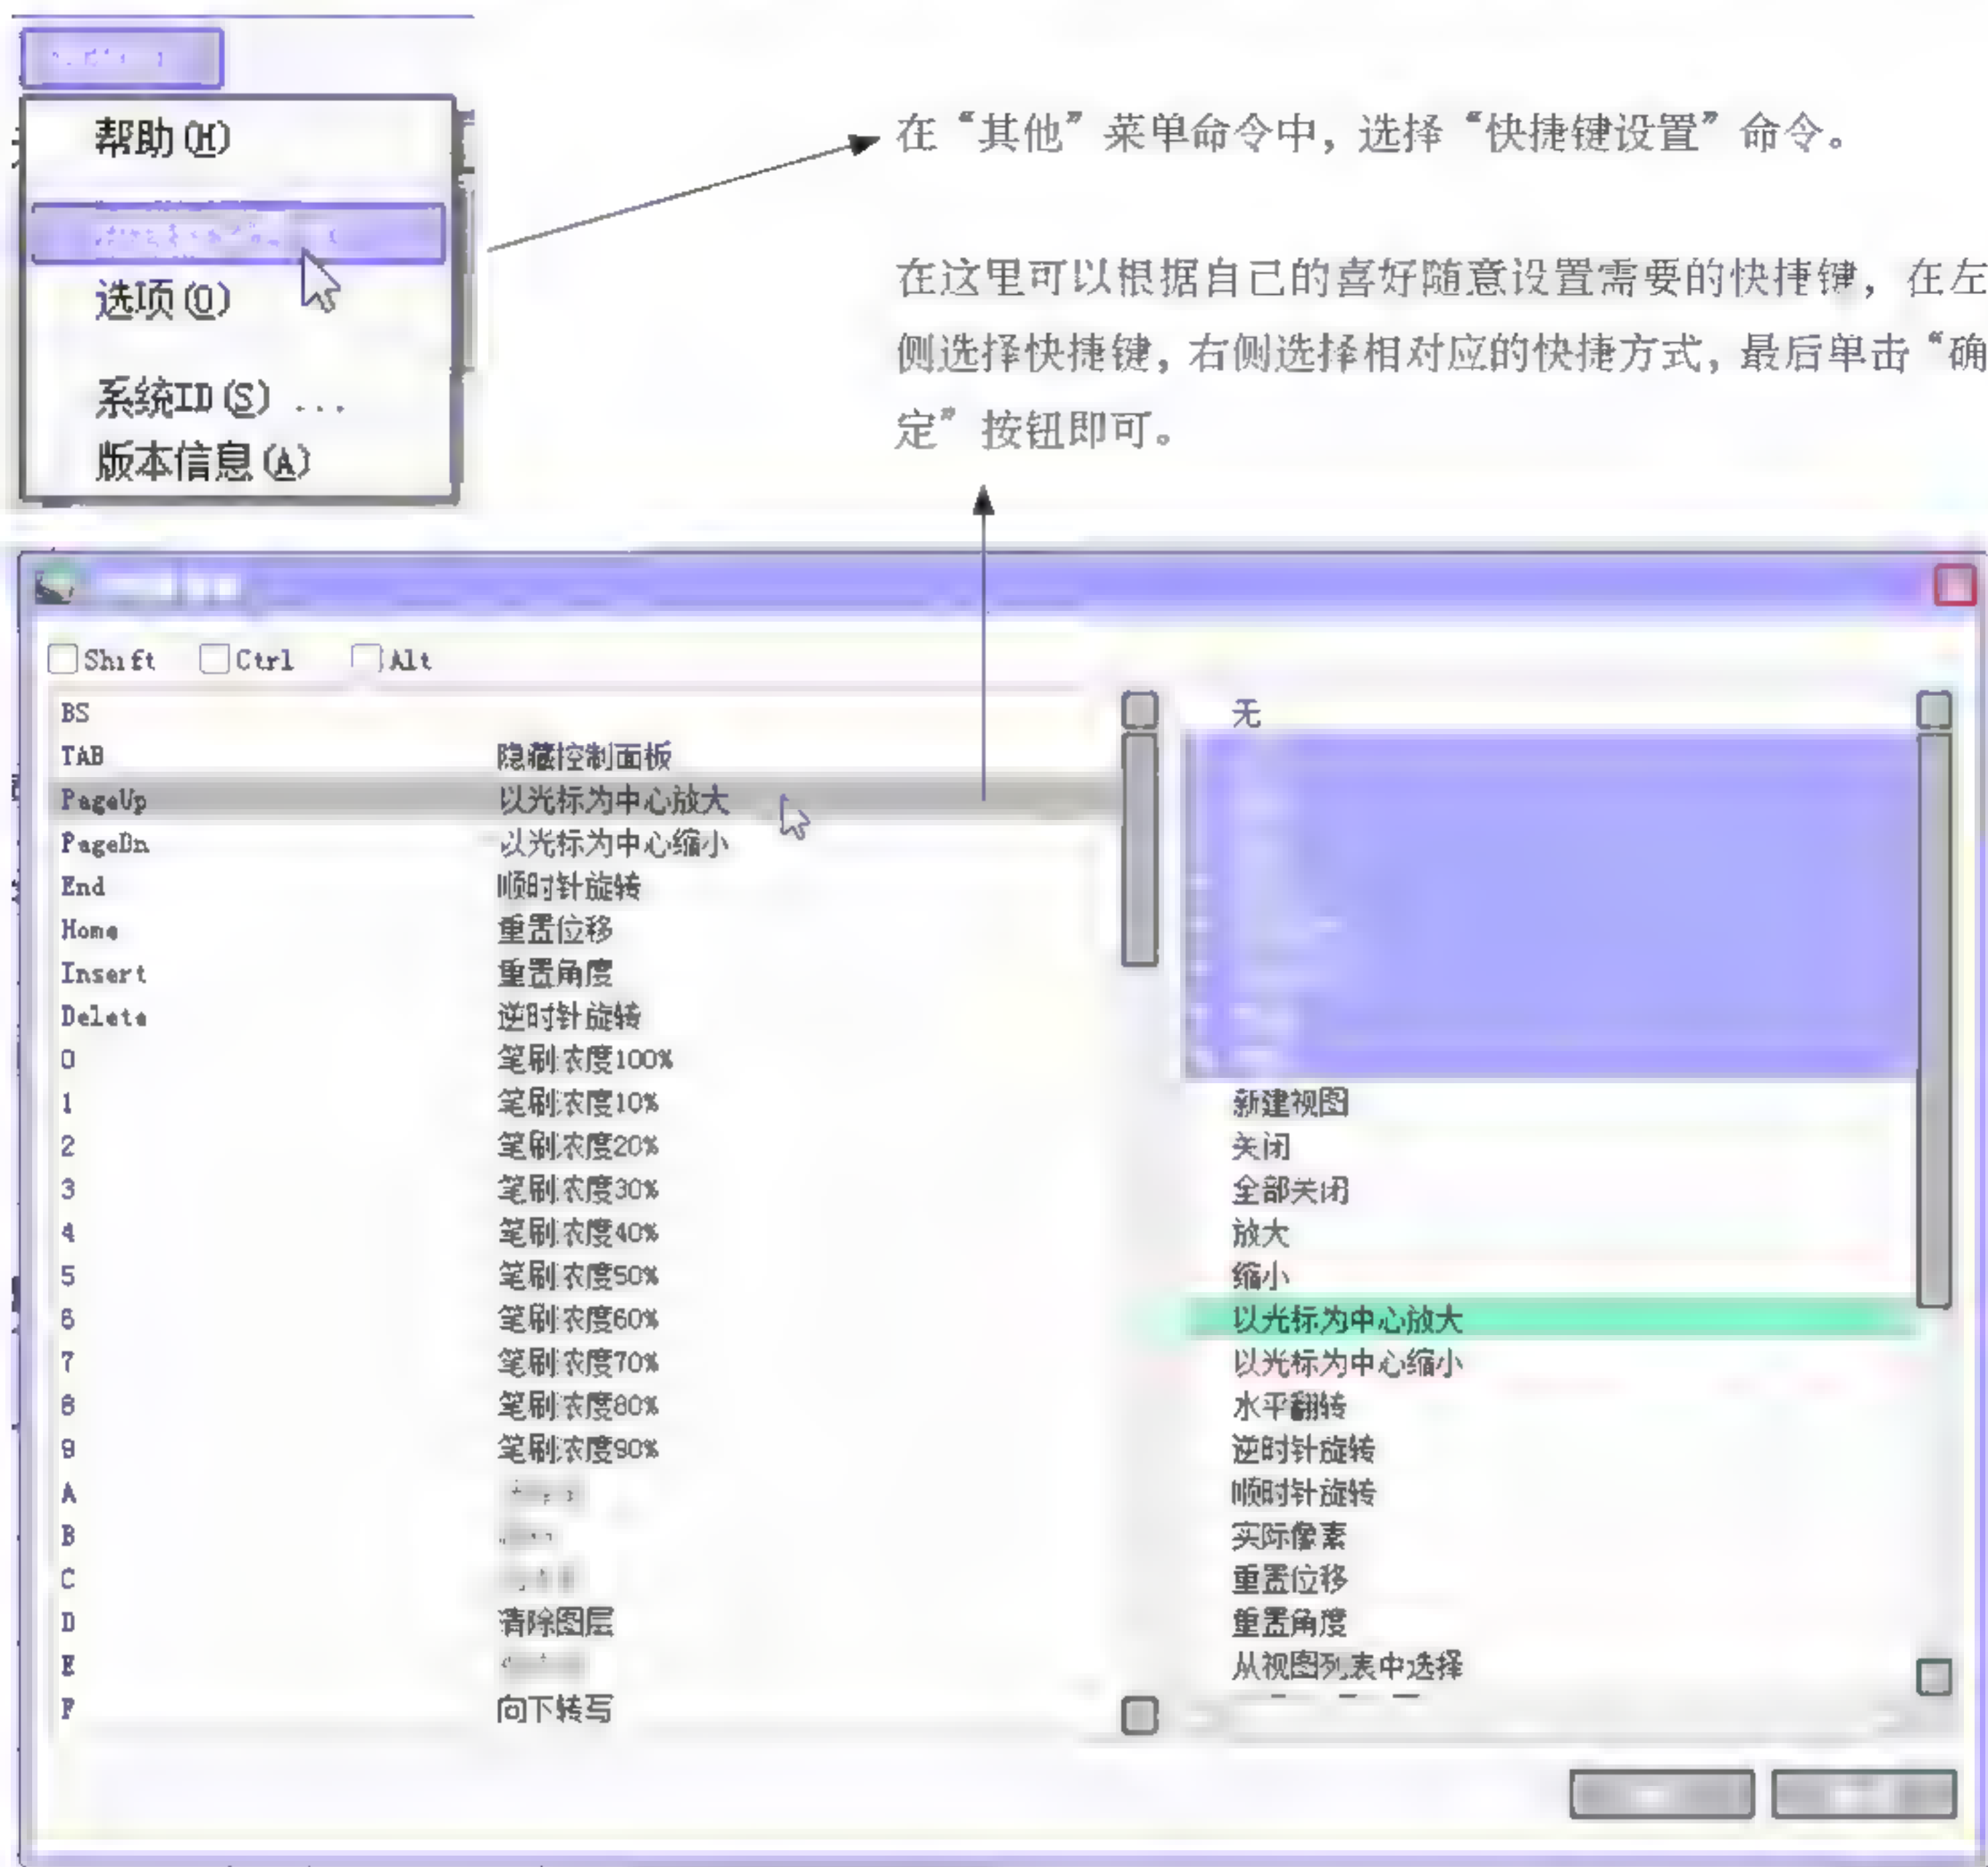 帮助(H)
选项(O)
系统ID(S) ...
版本信息(A)
在“其他”菜单命令中，选择“快捷键设置”命令。
在这里可以根据自己的喜好随意设置需要的快捷键，在左
侧选择快捷键，右侧选择相对应的快捷方式，最后单击“确
定”按钮即可。
Shift Ctrl Alt
BS
TAB 隐藏控制面板
PageUp 以光标为中心放大
PageDn 以光标为中心缩小
End 顺时针旋转
Home 重置位移
Insert 重置角度
Delete 逆时针旋转
0 笔刷浓度100%
1 笔刷浓度10%
2 笔刷浓度20%
3 笔刷浓度30%
4 笔刷浓度40%
5 笔刷浓度50%
6 笔刷浓度60%
7 笔刷浓度70%
8 笔刷浓度80%
9 笔刷浓度90%
A
B
C
D 清除图层
E
F 向下转写
无
新建视图
关闭
全部关闭
放大
缩小
以光标为中心放大
以光标为中心缩小
水平翻转
逆时针旋转
顺时针旋转
实际像素
重置位移
重置角度
从视图列表中选择